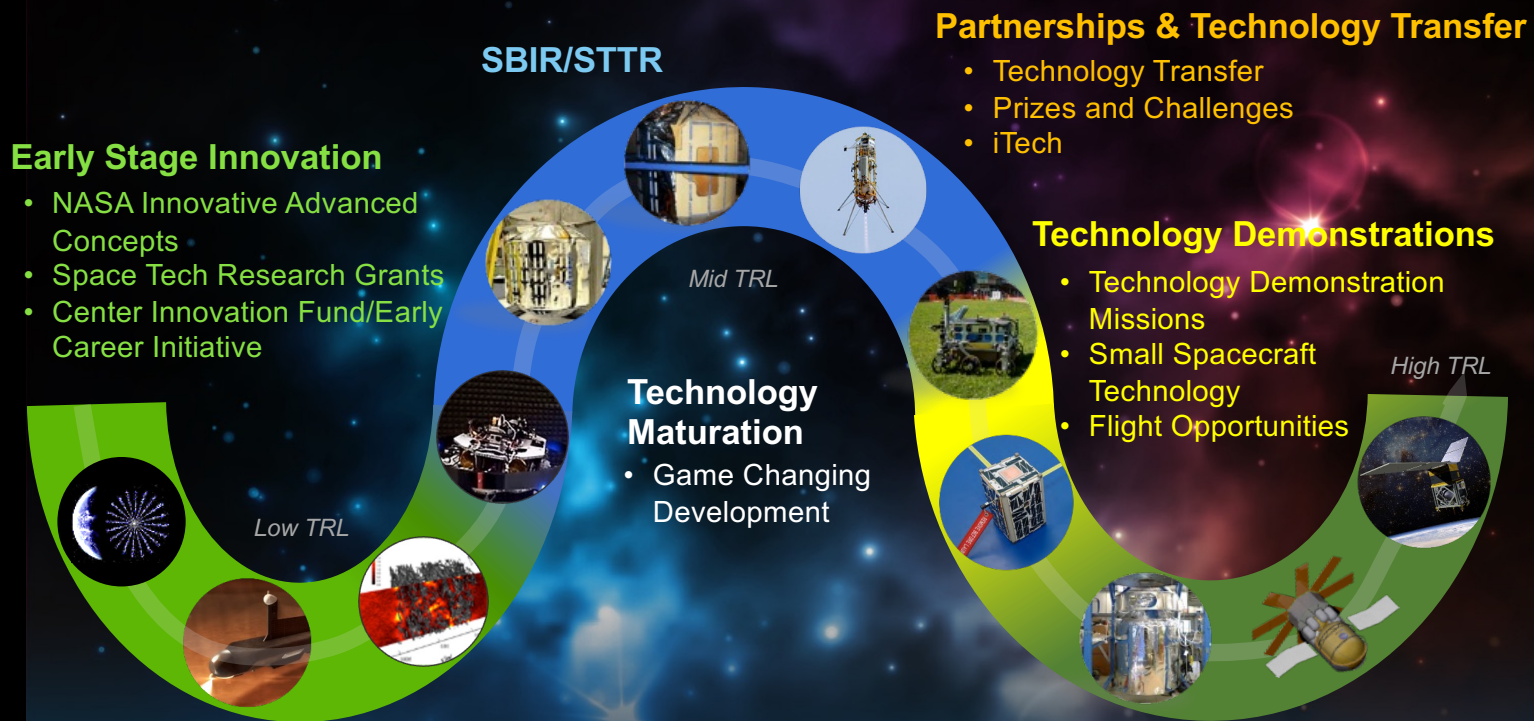 Early Stage Innovation
• NASA Innovative Advanced
Concepts
• Space Tech Research Grants
• Center Innovation Fund/Early
Career Initiative
Low TRL
SBIR/STTR
Mid TRL
Technology
Maturation
• Game Changing
Development
Partnerships & Technology Transfer
• Technology Transfer
• Prizes and Challenges
• iTech
Technology Demonstrations
• Technology Demonstration
Missions
• Small Spacecraft
Technology
• Flight Opportunities
High TRL